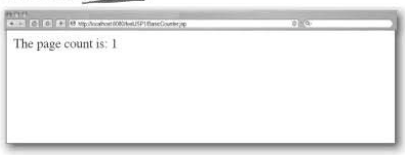 The page count is: 1